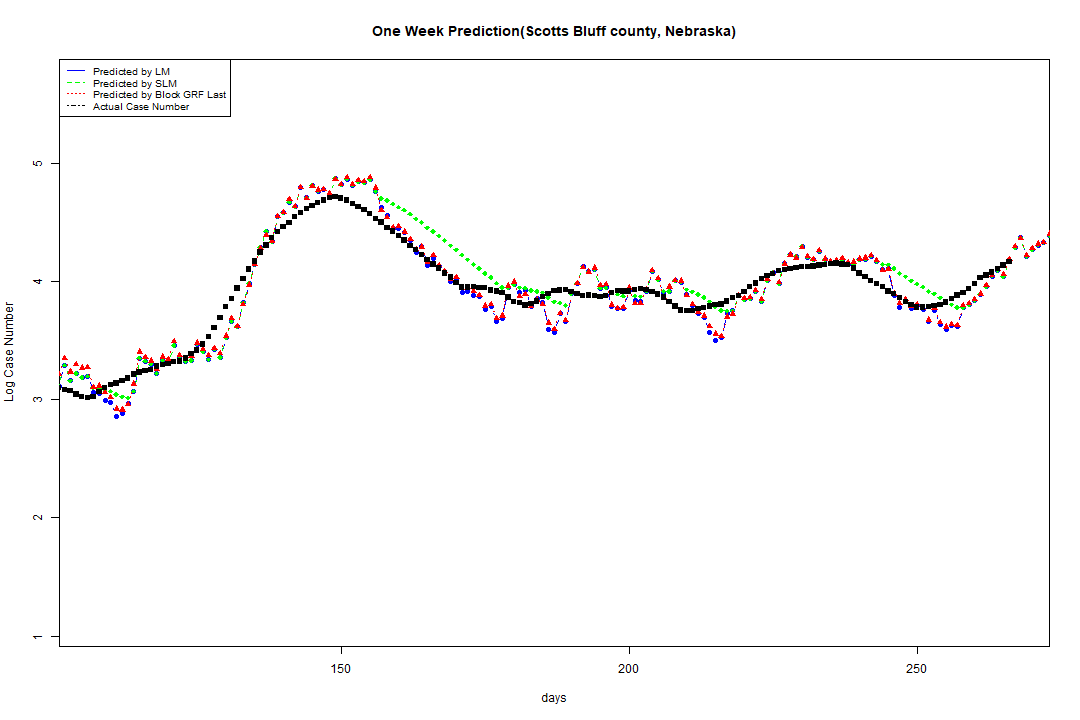 One Week Prediction(Scotts Bluff county, Nebraska)
Predicted by LM
Predicted by SLM
Predicted by Block GRF Last
Actual Case Number
5
4
3
2
1
Log Case Number
150
200
250
days